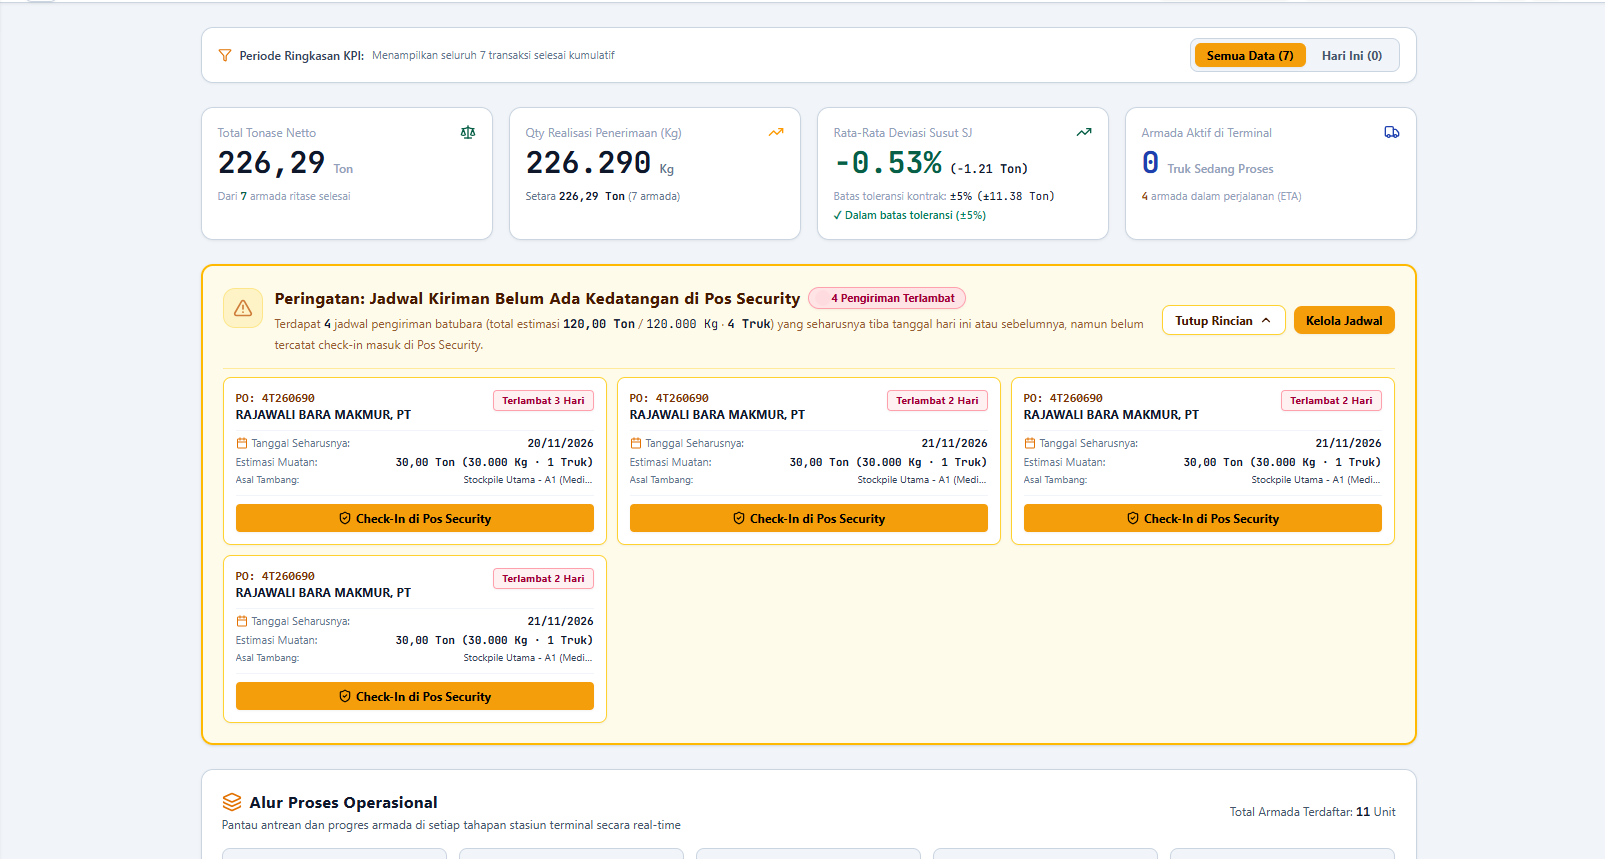 Periode Ringkasan KPI: Menampilkan seluruh 7 transaksi selesai kumulatif
Semua Data (7) Hari Ini (0)
Total Tonase Netto
226,29 Ton
Dari 7 armada ritase selesai
Qty Realisasi Penerimaan (Kg)
226.290 Kg
Setara 226,29 Ton (7 armada)
Rata-Rata Deviasi Susut SJ
-0.53% (-1.21 Ton)
Batas toleransi kontrak: ±5% (±11.38 Ton)
✓ Dalam batas toleransi (±5%)
Armada Aktif di Terminal
0 Truk Sedang Proses
4 armada dalam perjalanan (ETA)
Peringatan: Jadwal Kiriman Belum Ada Kedatangan di Pos Security 4 Pengiriman Terlambat
Terdapat 4 jadwal pengiriman batubara (total estimasi 120,00 Ton / 120.000 Kg · 4 Truk) yang seharusnya tiba tanggal hari ini atau sebelumnya, namun belum
tercatat check-in masuk di Pos Security.
Tutup Rincian
Kelola Jadwal
PO: 4T260690
RAJAWALI BARA MAKMUR, PT
Terlambat 3 Hari
Tanggal Seharusnya: 20/11/2026
Estimasi Muatan: 30,00 Ton (30.000 Kg · 1 Truk)
Asal Tambang: Stockpile Utama - A1 (Medi...
Check-In di Pos Security
PO: 4T260690
RAJAWALI BARA MAKMUR, PT
Terlambat 2 Hari
Tanggal Seharusnya: 21/11/2026
Estimasi Muatan: 30,00 Ton (30.000 Kg · 1 Truk)
Asal Tambang: Stockpile Utama - A1 (Medi...
Check-In di Pos Security
PO: 4T260690
RAJAWALI BARA MAKMUR, PT
Terlambat 2 Hari
Tanggal Seharusnya: 21/11/2026
Estimasi Muatan: 30,00 Ton (30.000 Kg · 1 Truk)
Asal Tambang: Stockpile Utama - A1 (Medi...
Check-In di Pos Security
PO: 4T260690
RAJAWALI BARA MAKMUR, PT
Terlambat 2 Hari
Tanggal Seharusnya: 21/11/2026
Estimasi Muatan: 30,00 Ton (30.000 Kg · 1 Truk)
Asal Tambang: Stockpile Utama - A1 (Medi...
Check-In di Pos Security
Alur Proses Operasional
Pantau antrean dan progres armada di setiap tahapan stasiun terminal secara real-time
Total Armada Terdaftar: 11 Unit